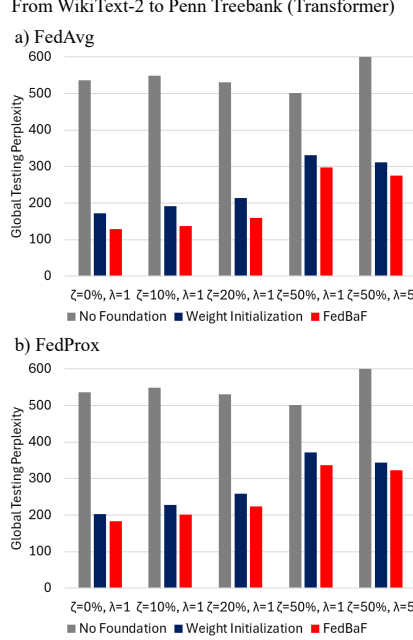 From WikiText-2 to Penn Treebank (Transformer)
a) FedAvg
Global Testing Perplexity
600
500
400
300
200
100
0
ζ=0%, λ=1 ζ=10%, λ=1 ζ=20%, λ=1 ζ=50%, λ=1 ζ=50%, λ=5
No Foundation Weight Initialization FedBaF
b) FedProx
Global Testing Perplexity
600
500
400
300
200
100
0
ζ=0%, λ=1 ζ=10%, λ=1 ζ=20%, λ=1 ζ=50%, λ=1 ζ=50%, λ=5
No Foundation Weight Initialization FedBaF